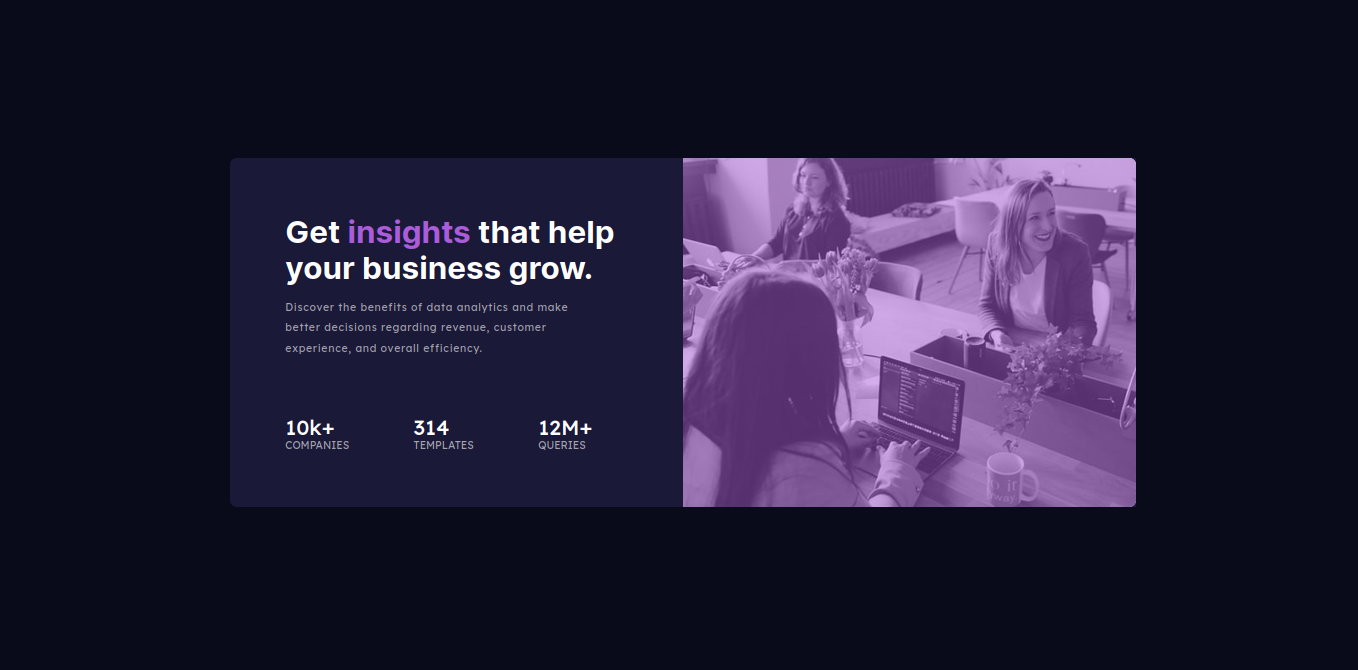 Get insights that help
your business grow.
Discover the benefits of data analytics and make
better decisions regarding revenue, customer
experience, and overall efficiency.
10k+ 314 12M+
COMPANIES TEMPLATES QUERIES